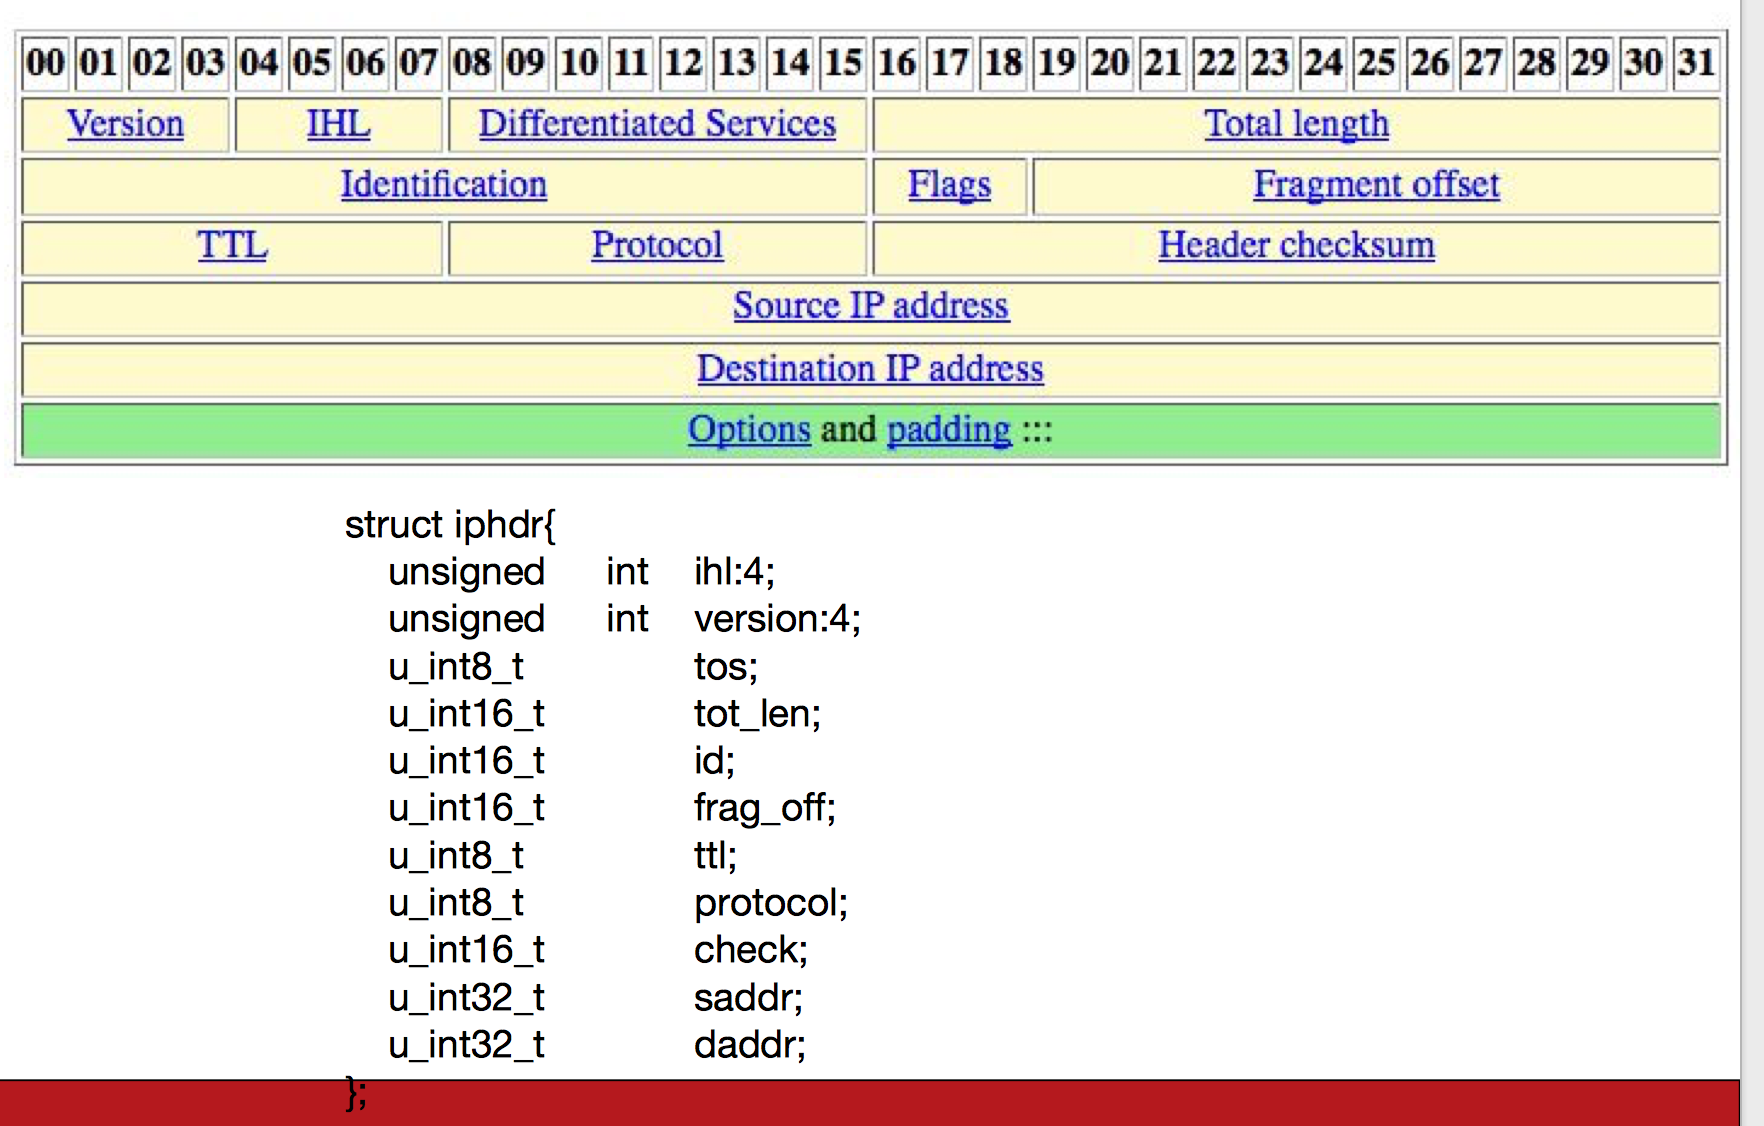 00 01 02 03 04 05 06 07 08 09 10 11 12 13 14 15 16 17 18 19 20 21 22 23 24 25 26 27 28 29 30 31
Version IHL Differentiated Services Total length
Identification Flags Fragment offset
TTL Protocol Header checksum
Source IP address
Destination IP address
Options and padding :::
struct iphdr{
unsigned int ihl:4;
unsigned int version:4;
u_int8_t tos;
u_int16_t tot_len;
u_int16_t id;
u_int16_t frag_off;
u_int8_t ttl;
u_int8_t protocol;
u_int16_t check;
u_int32_t saddr;
u_int32_t daddr;
};